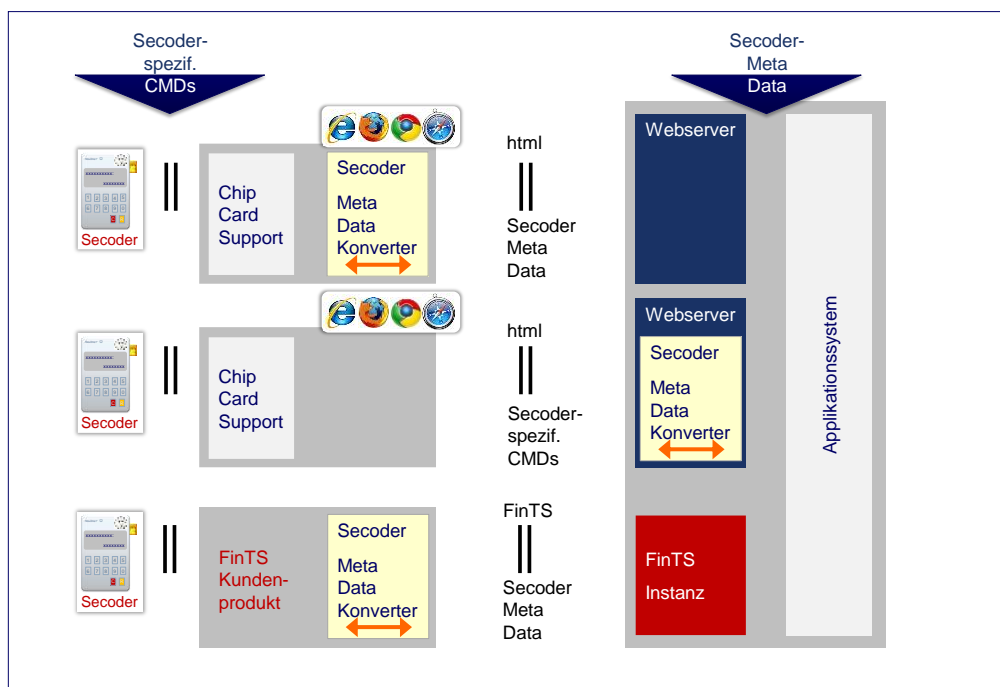 Secoder-
spezif.
CMDs
Secoder-
Meta
Data
Secoder
Chip
Card
Support
Secoder
Meta
Data
Konverter
html
Secoder
Meta
Data
Webserver
Applikationssystem
Secoder
Chip
Card
Support
html
Secoder-
spezif.
CMDs
Webserver
Secoder
Meta
Data
Konverter
Secoder
FinTS
Kunden-
produkt
Secoder
Meta
Data
Konverter
FinTS
Secoder
Meta
Data
FinTS
Instanz